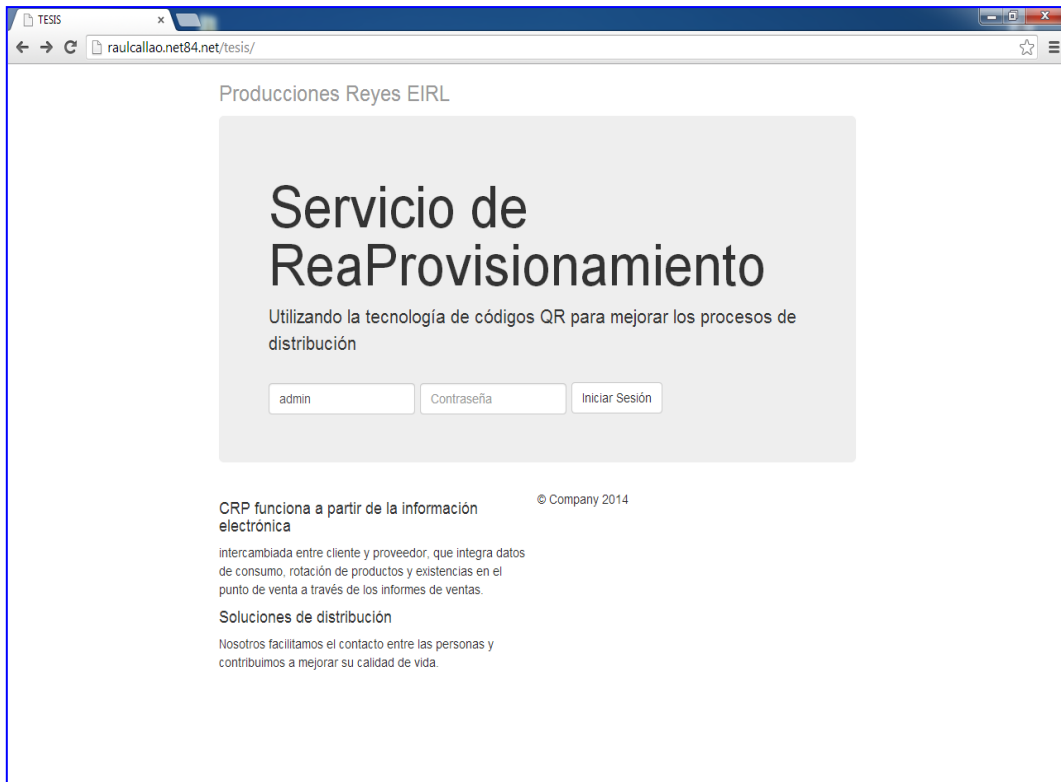 TESIS
raulcallao.net84.net/tesis/
Producciones Reyes EIRL
Servicio de
ReaProvisionamiento
Utilizando la tecnología de códigos QR para mejorar los procesos de
distribución
admin
Contraseña
Iniciar Sesión
CRP funciona a partir de la información
electrónica
intercambiada entre cliente y proveedor, que integra datos
de consumo, rotación de productos y existencias en el
punto de venta a través de los informes de ventas.
Soluciones de distribución
Nosotros facilitamos el contacto entre las personas y
contribuimos a mejorar su calidad de vida.
© Company 2014